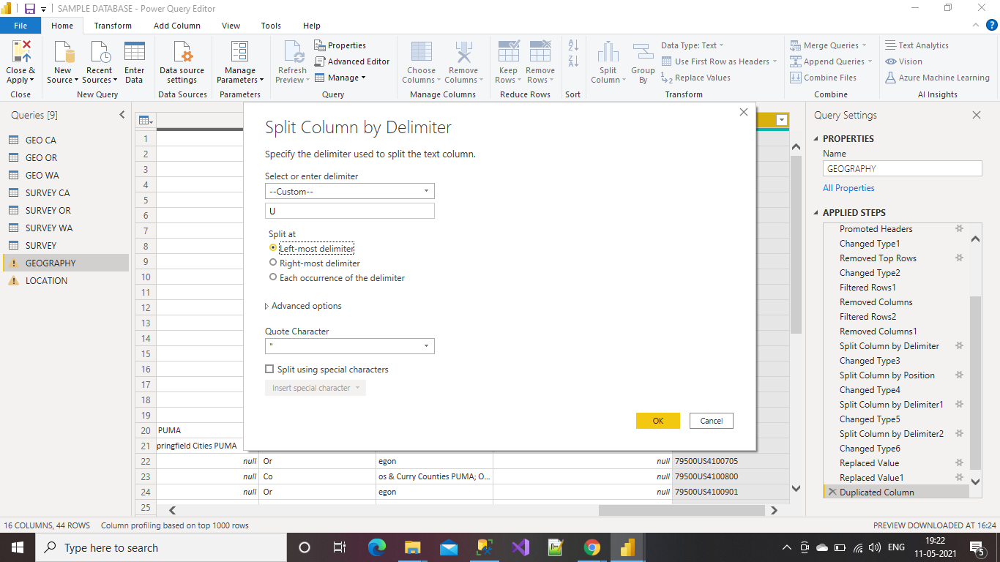 SAMPLE DATABASE - Power Query Editor
File Home Transform Add Column View Tools Help
Close & Apply
New Source
Recent Sources
Enter Data
Data source settings
Manage Parameters
Refresh Preview
Properties
Advanced Editor
Manage
Choose Columns
Remove Columns
Keep Rows
Remove Rows
A
Z
Z
A
Split Column
Group By
Data Type: Text
Use First Row as Headers
1
2
Replace Values
Merge Queries
Append Queries
Combine Files
Text Analytics
Vision
Azure Machine Learning
Close New Query Data Sources Parameters Query Manage Columns Reduce Rows Sort Transform Combine AI Insights
Queries [9]
GEO CA
GEO OR
GEO WA
SURVEY CA
SURVEY OR
SURVEY WA
SURVEY
GEOGRAPHY
LOCATION
1
2
3
4
5
6
7
8
9
10
11
12
13
14
15
16
17
18
19
20 PUMA
21 pringfield Cities PUMA
22 null Or egon null 79500US4100705
23 null Co os & Curry Counties PUMA; O... null 79500US4100800
24 null Or egon null 79500US4100901
25
Split Column by Delimiter
Specify the delimiter used to split the text column.
Select or enter delimiter
--Custom--
U
Split at
Left-most delimiter
Right-most delimiter
Each occurrence of the delimiter
Advanced options
Quote Character
"
Split using special characters
Insert special character
OK Cancel
Query Settings
PROPERTIES
Name
GEOGRAPHY
All Properties
APPLIED STEPS
Promoted Headers
Changed Type1
Removed Top Rows
Changed Type2
Filtered Rows1
Removed Columns
Filtered Rows2
Removed Columns1
Split Column by Delimiter
Changed Type3
Split Column by Position
Changed Type4
Split Column by Delimiter1
Changed Type5
Split Column by Delimiter2
Changed Type6
Replaced Value
Replaced Value1
Duplicated Column
16 COLUMNS, 44 ROWS Column profiling based on top 1000 rows PREVIEW DOWNLOADED AT 16:24
Type here to search
ENG
19:22
11-05-2021
5